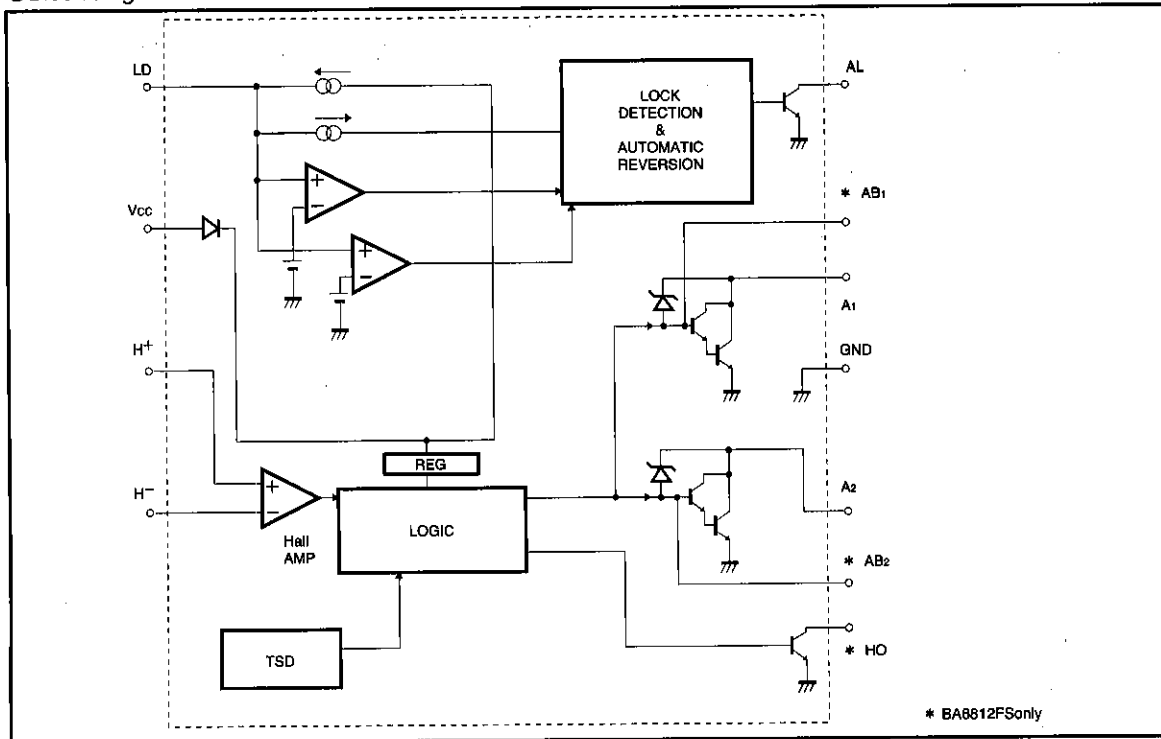 LD
AL
LOCK
DETECTION
&
AUTOMATIC
REVERSION
+
−
* AB1
Vcc
+
−
A1
H+
GND
REG
A2
H−
+
−
Hall
AMP
LOGIC
* AB2
TSD
* HO
* BA6812FSonly